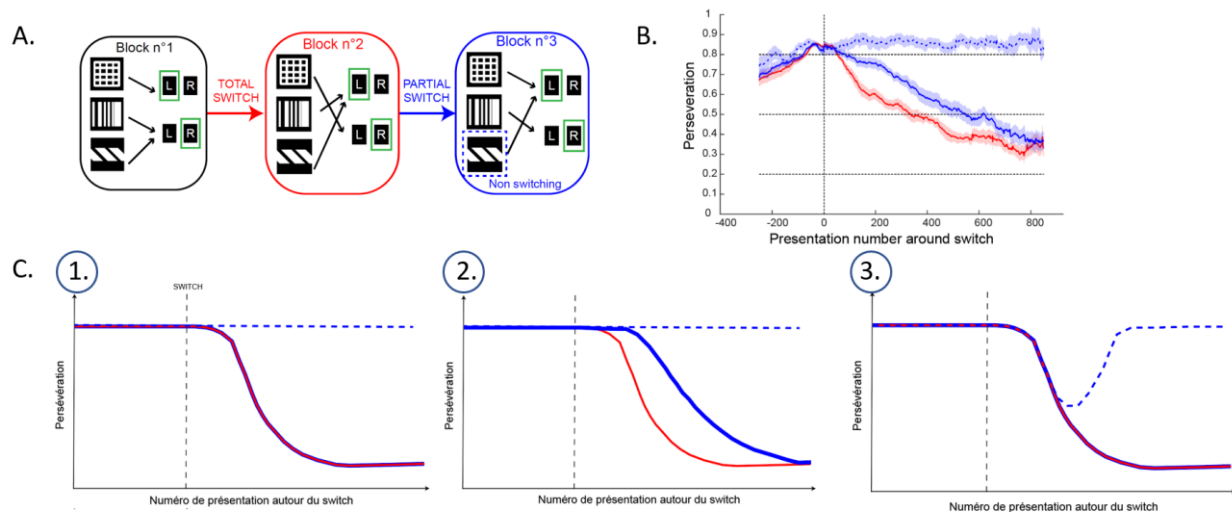 A.
Block n°1
L R
L R
TOTAL
SWITCH
Block n°2
L R
L R
PARTIAL
SWITCH
Block n°3
L R
L R
Non switching
B.
Perseveration
1
0.9
0.8
0.7
0.6
0.5
0.4
0.3
0.2
0.1
0
-400 -200 0 200 400 600 800
Presentation number around switch
C.
1.
SWITCH
Persévération
Numéro de présentation autour du switch
2.
Persévération
Numéro de présentation autour du switch
3.
Persévération
Numéro de présentation autour du switch